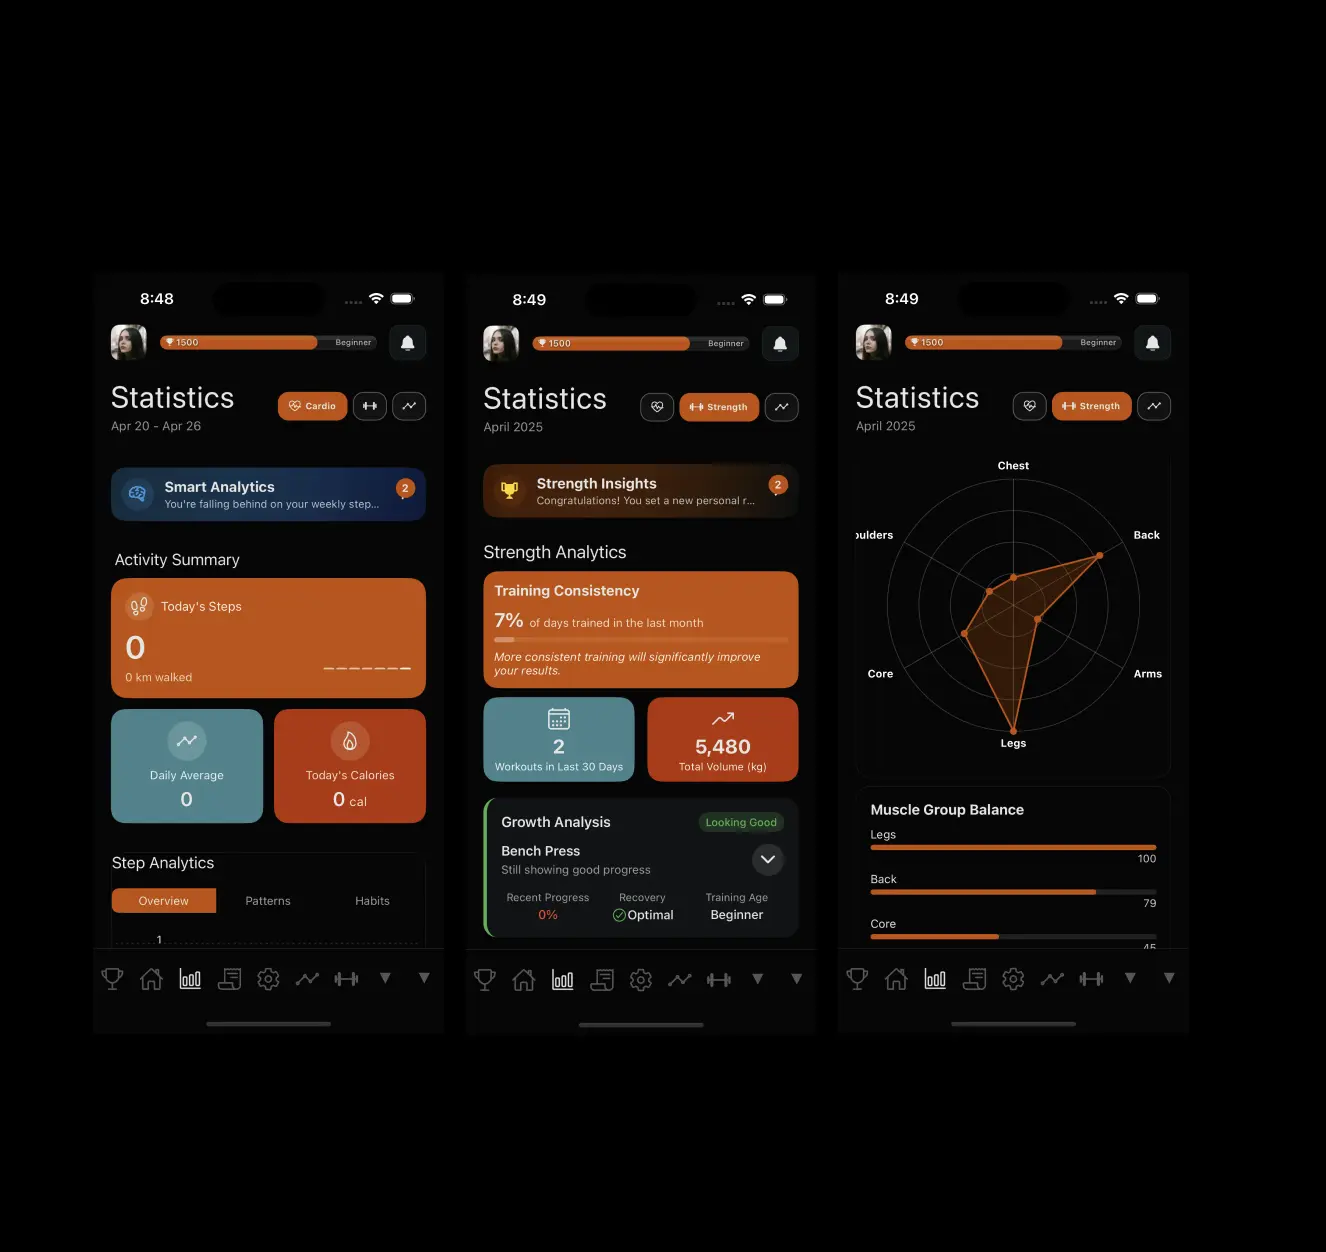 8:48
1500
Beginner
Statistics
Cardio
Apr 20 - Apr 26
Smart Analytics
2
You're falling behind on your weekly step...
Activity Summary
Today's Steps
0
0 km walked
Daily Average
0
Today's Calories
0 cal
Step Analytics
Overview
Patterns
Habits
1
8:49
1500
Beginner
Statistics
Strength
April 2025
Strength Insights
2
Congratulations! You set a new personal r...
Strength Analytics
Training Consistency
7% of days trained in the last month
More consistent training will significantly improve
your results.
2
Workouts in Last 30 Days
5,480
Total Volume (kg)
Growth Analysis
Looking Good
Bench Press
Still showing good progress
Recent Progress
0%
Recovery
Optimal
Training Age
Beginner
8:49
1500
Beginner
Statistics
Strength
April 2025
Chest
oulders
Back
Core
Arms
Legs
Muscle Group Balance
Legs
100
Back
79
Core
45